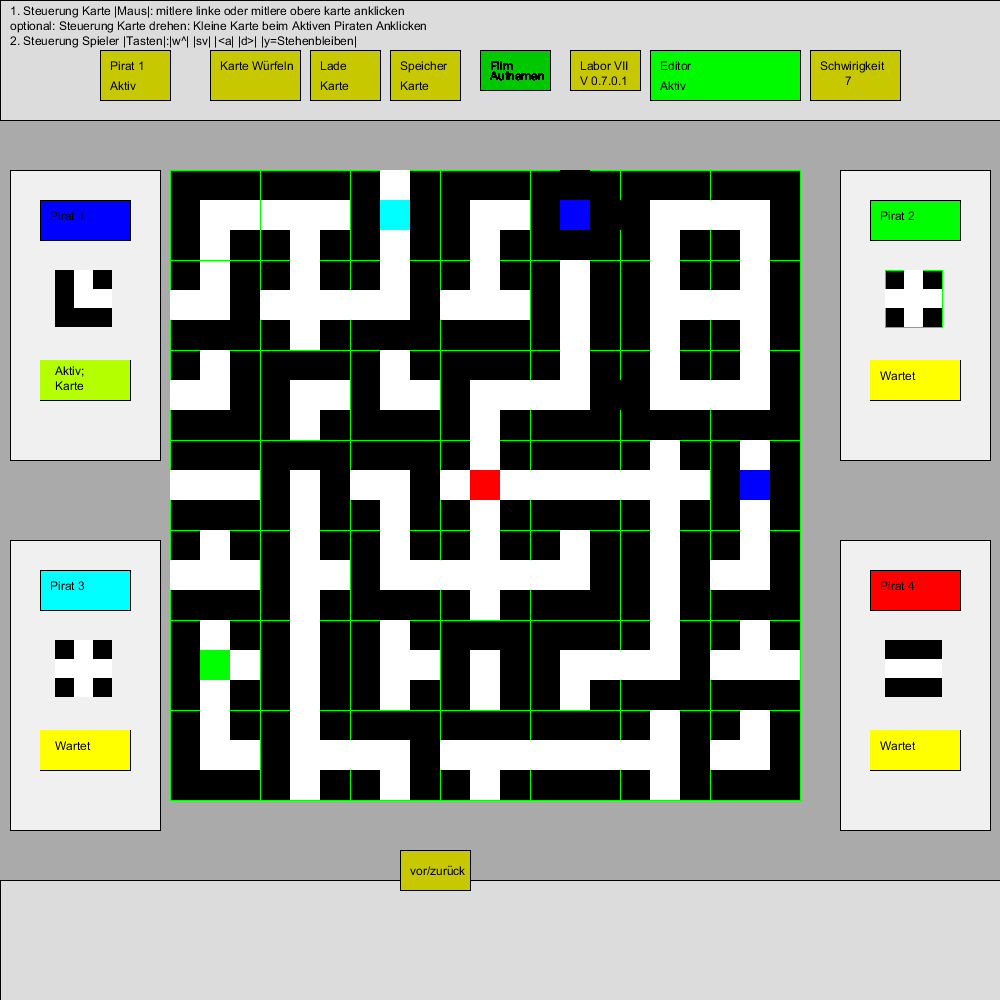 1. Steuerung Karte |Maus|: mitlere linke oder mitlere obere karte anklicken
optional: Steuerung Karte drehen: Kleine Karte beim Aktiven Piraten Anklicken
2. Steuerung Spieler |Tasten|:|w^| |sv| |<a| |d>| |y=Stehenbleiben|
Pirat 1
Aktiv
Karte Würfeln
Lade
Karte
Speicher
Karte
Film
Aufnemen
Labor VII
V 0.7.0.1
Editor
Aktiv
Schwirigkeit
7
Pirat 1
Aktiv;
Karte
Pirat 2
Wartet
Pirat 3
Wartet
Pirat 4
Wartet
vor/zurück